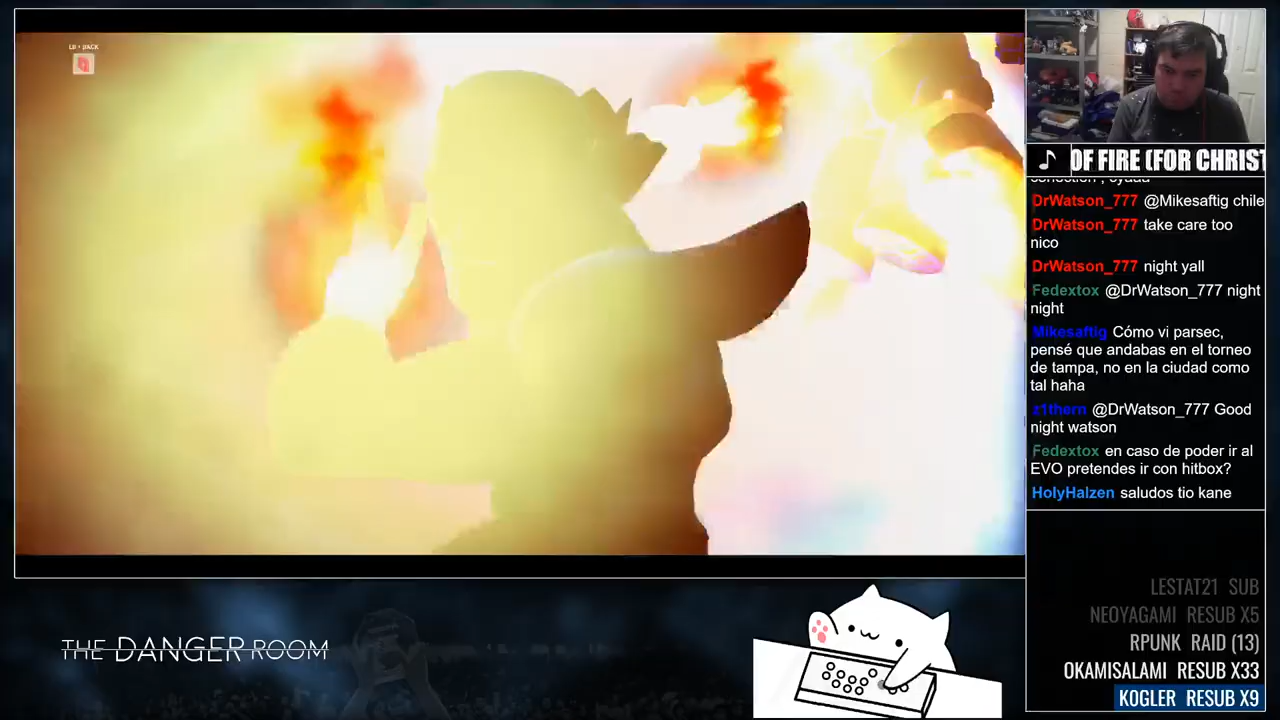 LP + BACK
♪ OF FIRE (FOR CHRIST
DrWatson_777 @Mikesaftig chile
DrWatson_777 take care too
nico
DrWatson_777 night yall
Fedextox @DrWatson_777 night
night
Mikesaftig Cómo vi parsec,
pensé que andabas en el torneo
de tampa, no en la ciudad como
tal haha
z1thorn @DrWatson_777 Good
night watson
Fedextox en caso de poder ir al
EVO pretendes ir con hitbox?
HolyHalzen saludos tio kane
LESTAT21 SUB
NEOYAGAMI RESUB X5
RPUNK RAID (13)
OKAMISALAMI RESUB X33
KOGLER RESUB X9
THE DANGER ROOM